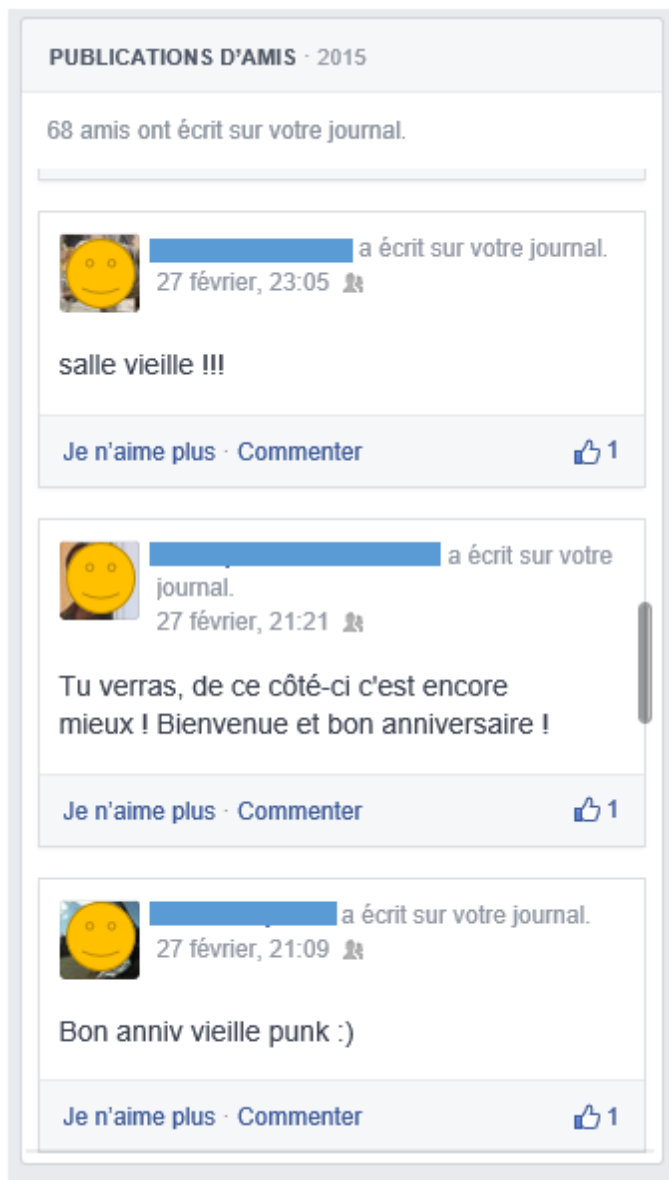 PUBLICATIONS D'AMIS · 2015
68 amis ont écrit sur votre journal.
a écrit sur votre journal.
27 février, 23:05
salle vieille !!!
Je n'aime plus · Commenter 1
a écrit sur votre
journal.
27 février, 21:21
Tu verras, de ce côté-ci c'est encore
mieux ! Bienvenue et bon anniversaire !
Je n'aime plus · Commenter 1
a écrit sur votre journal.
27 février, 21:09
Bon anniv vieille punk :)
Je n'aime plus · Commenter 1